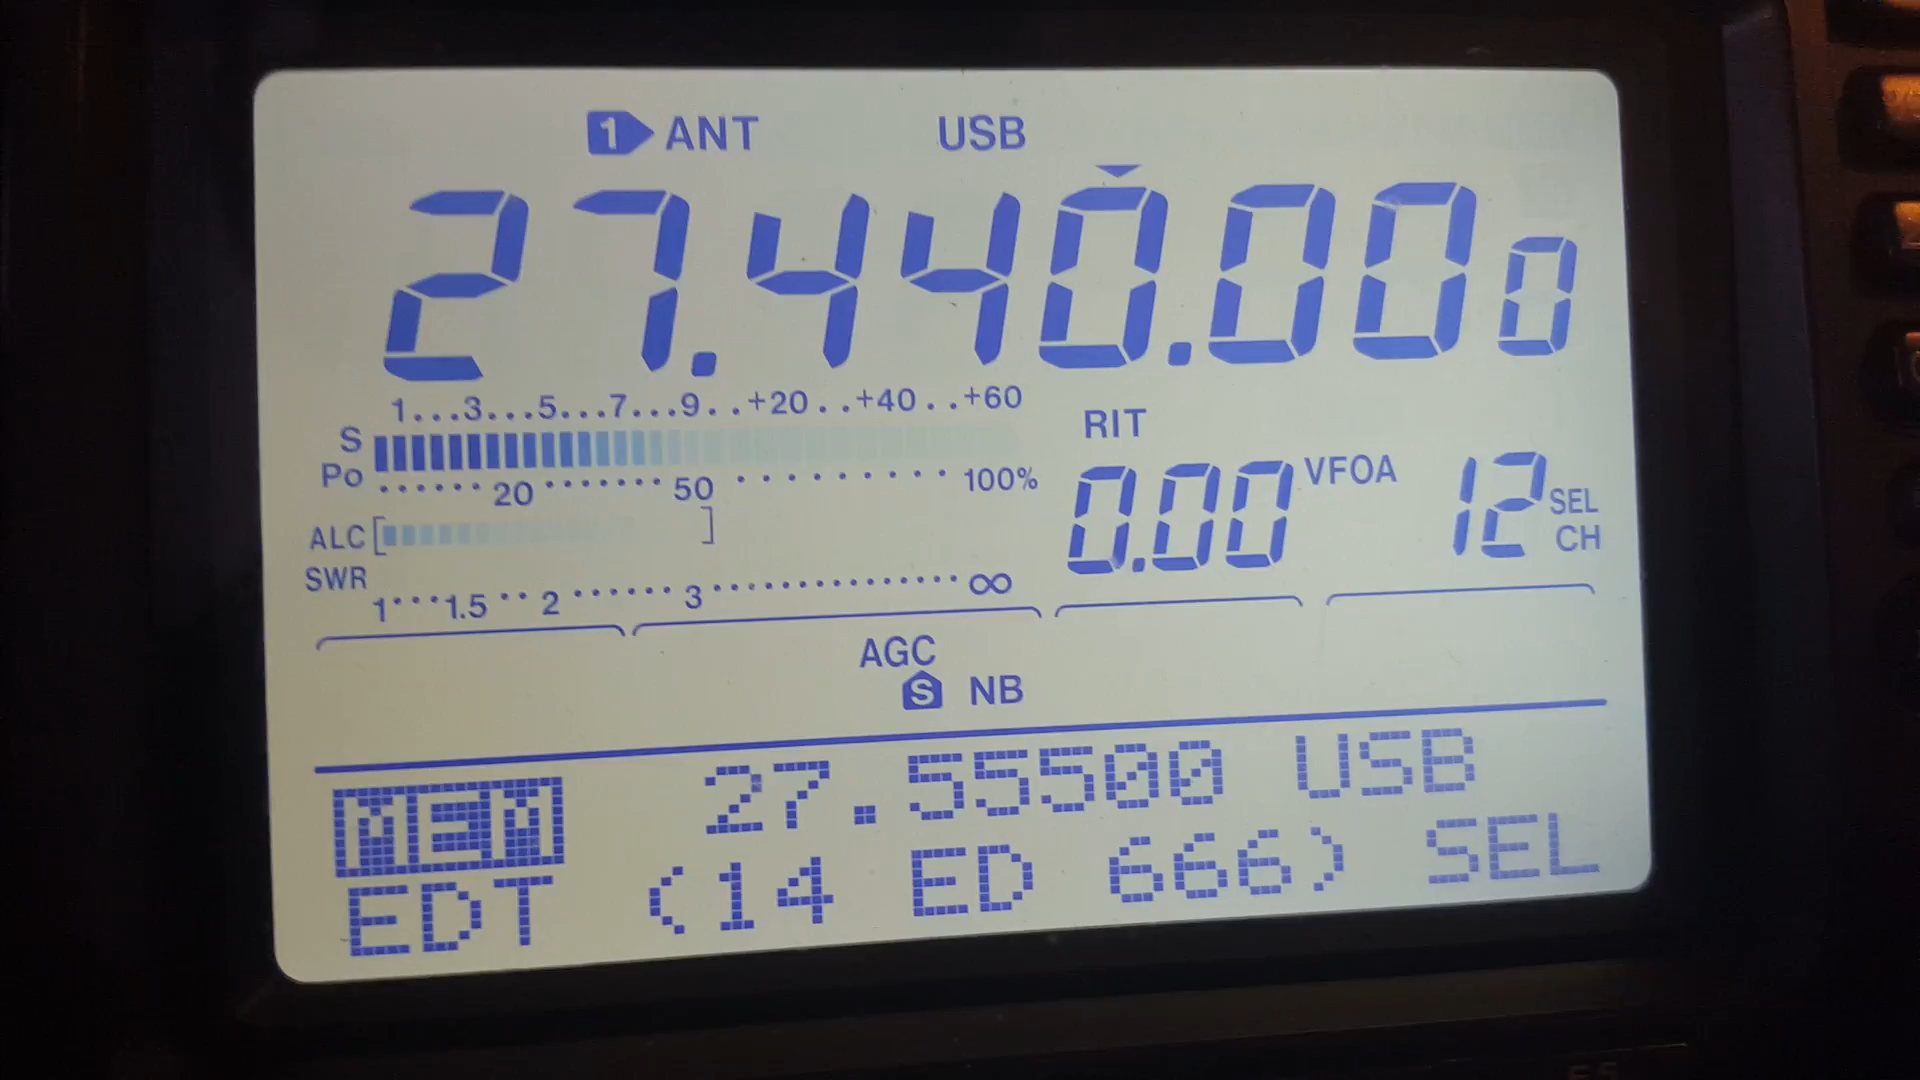 1 ANT USB
27.440.000
1...3...5...7...9..+20..+40..+60
S
Po ······20·······50·········100%
RIT
0.00 VFOA 12 SEL
CH
ALC
SWR
1····1.5··2······3··············∞
AGC
S NB
MEM 27.55500 USB
EDT (14 ED 666) SEL